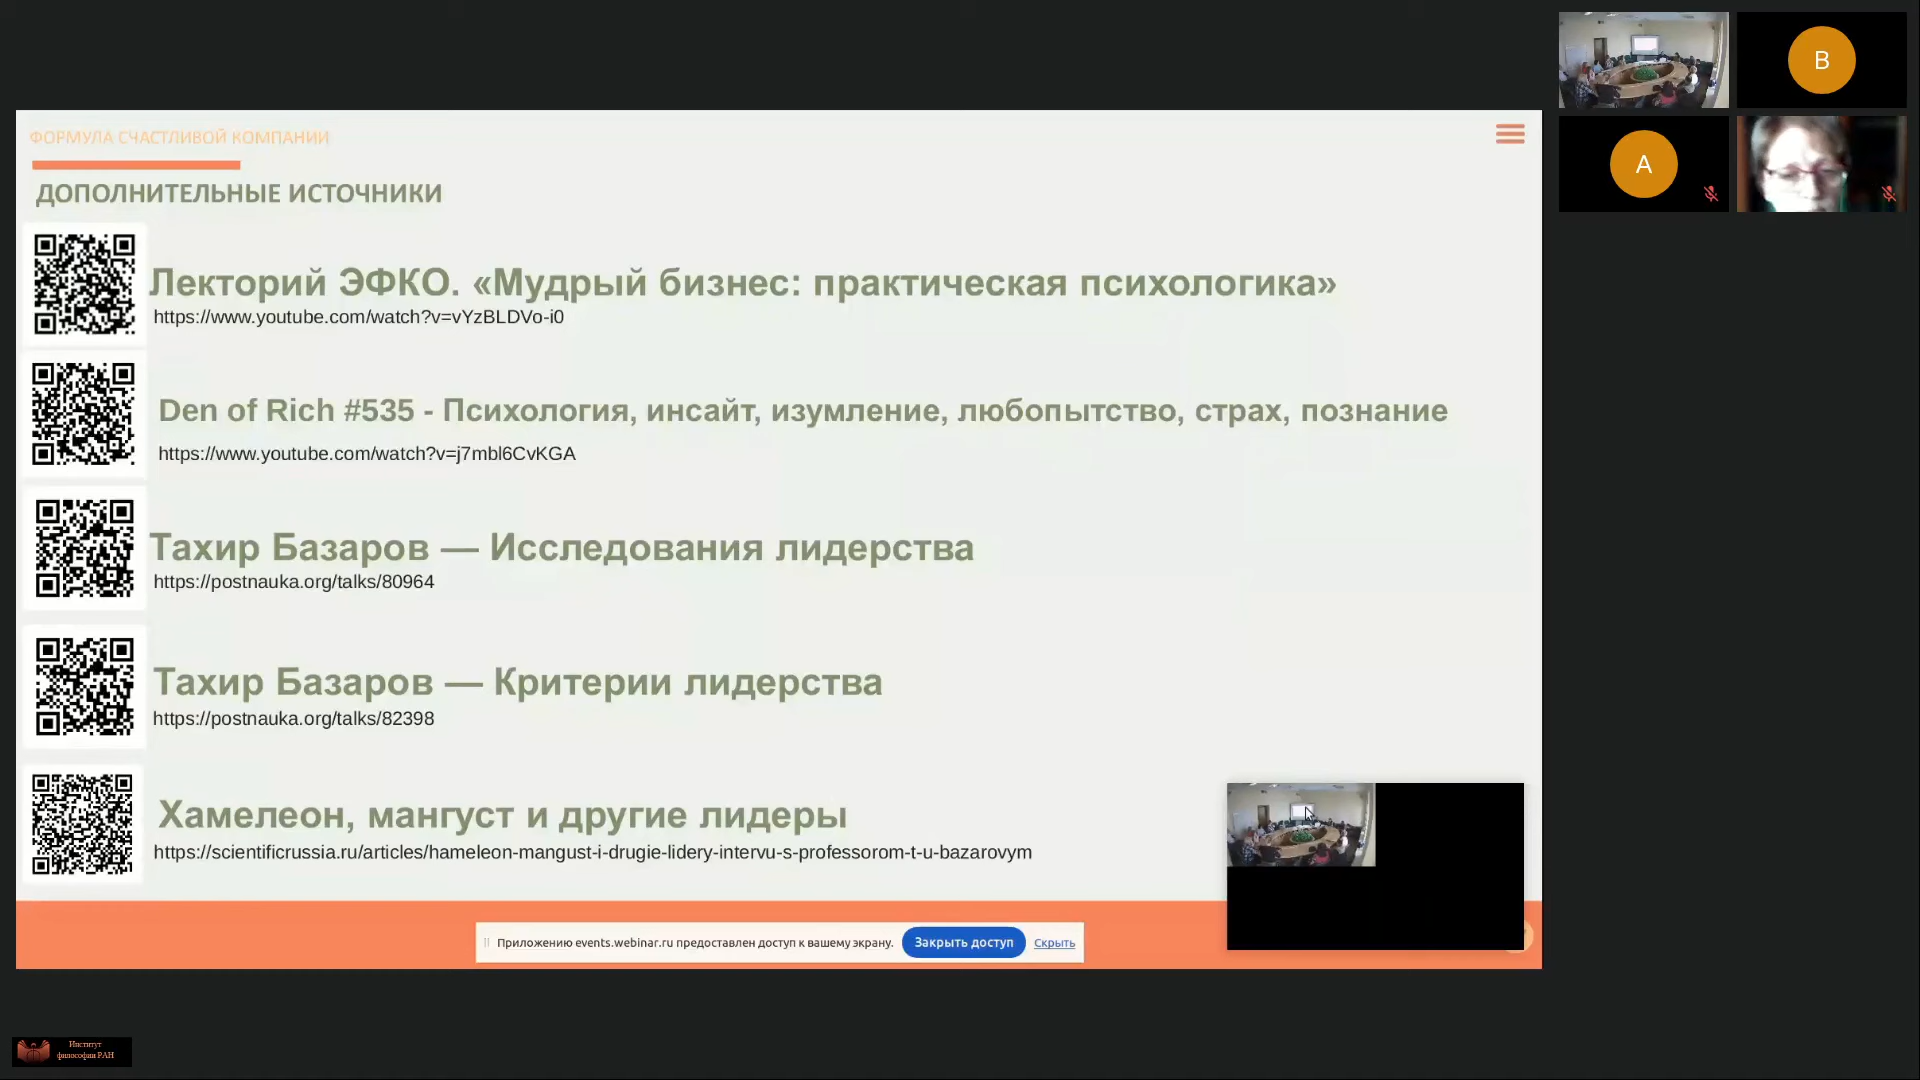 ФОРМУЛА СЧАСТЛИВОЙ КОМПАНИИ
ДОПОЛНИТЕЛЬНЫЕ ИСТОЧНИКИ
Лекторий ЭФКО. «Мудрый бизнес: практическая психологика»
https://www.youtube.com/watch?v=vYzBLDVo-i0
Den of Rich #535 - Психология, инсайт, изумление, любопытство, страх, познание
https://www.youtube.com/watch?v=j7mbl6CvKGA
Тахир Базаров — Исследования лидерства
https://postnauka.org/talks/80964
Тахир Базаров — Критерии лидерства
https://postnauka.org/talks/82398
Хамелеон, мангуст и другие лидеры
https://scientificrussia.ru/articles/hameleon-mangust-i-drugie-lidery-intervu-s-professorom-t-u-bazarovym
Приложению events.webinar.ru предоставлен доступ к вашему экрану.
Закрыть доступ
Скрыть
B
A
Институт
философии РАН